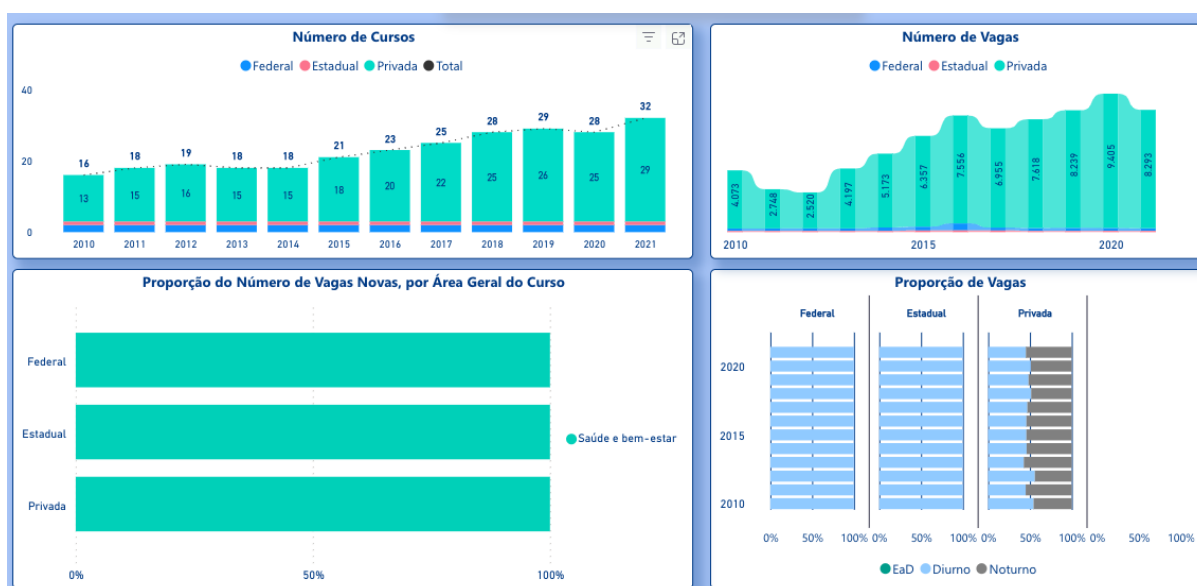 Número de Cursos
Federal Estadual Privada Total
40
20
0
16 18 19 18 18 21 23 25 28 29 28 32
13 15 16 15 15 18 20 22 25 26 25 29
2010 2011 2012 2013 2014 2015 2016 2017 2018 2019 2020 2021
Número de Vagas
Federal Estadual Privada
4.073 2.748 2.520 4.197 5.173 6.357 7.556 6.955 7.618 8.239 9.405 8.293
2010 2015 2020
Proporção do Número de Vagas Novas, por Área Geral do Curso
Federal
Estadual
Privada
Saúde e bem-estar
0% 50% 100%
Proporção de Vagas
Federal Estadual Privada
2020
2015
2010
0% 50% 100% 0% 50% 100% 0% 50% 100% 0% 50% 100%
EaD Diurno Noturno